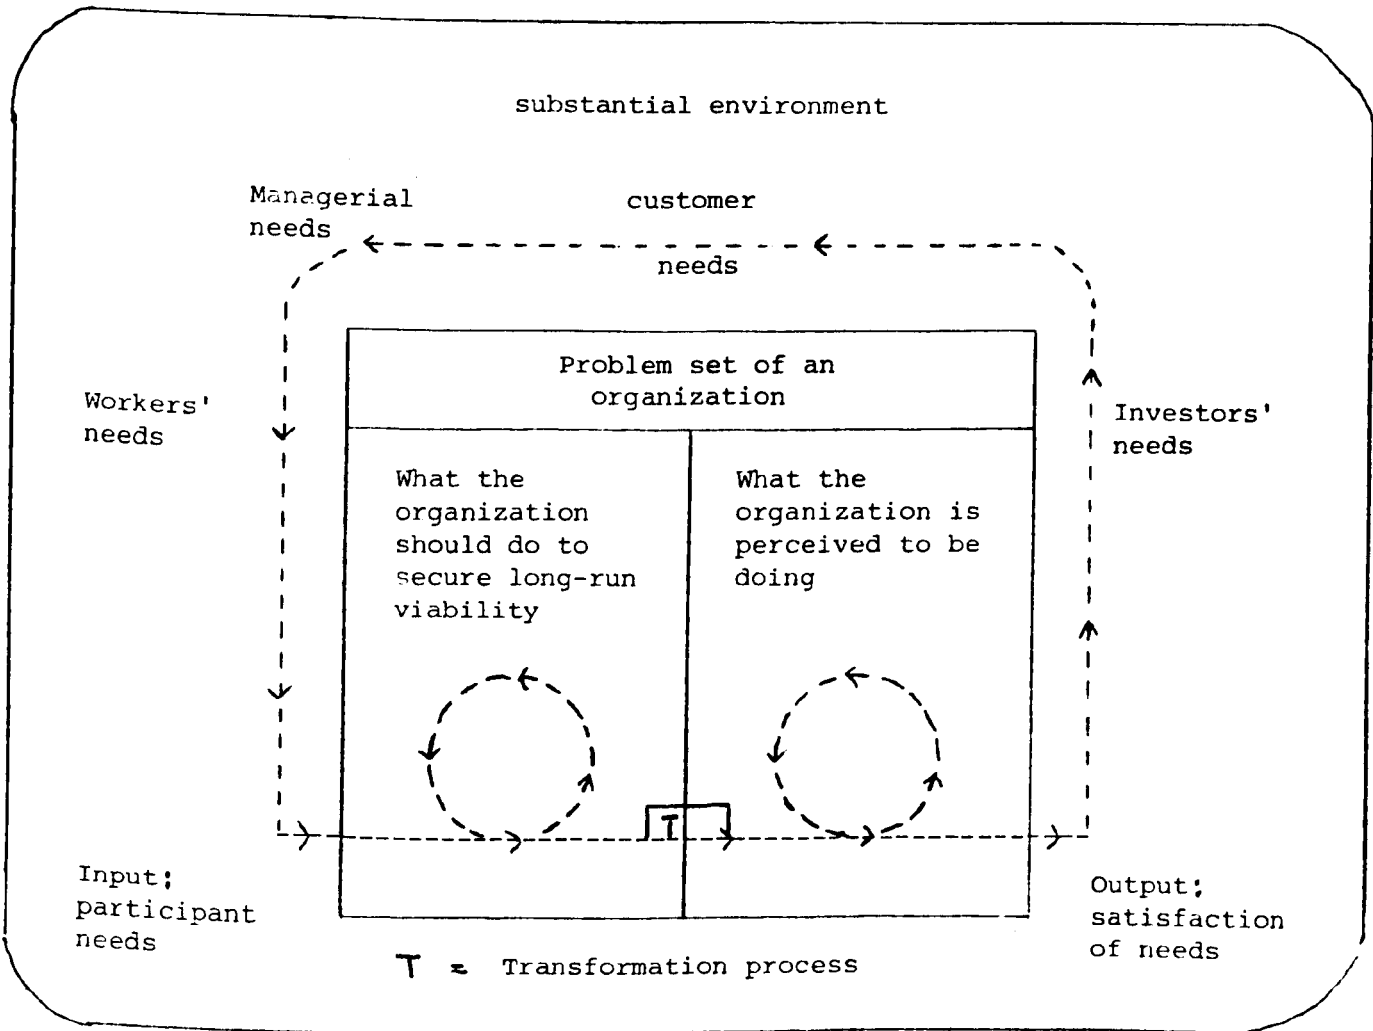 substantial environment
Managerial
needs
customer
needs
Problem set of an
organization
Workers'
needs
Investors'
needs
What the
organization
should do to
secure long-run
viability
What the
organization is
perceived to be
doing
T
Input;
participant
needs
Output;
satisfaction
of needs
T = Transformation process